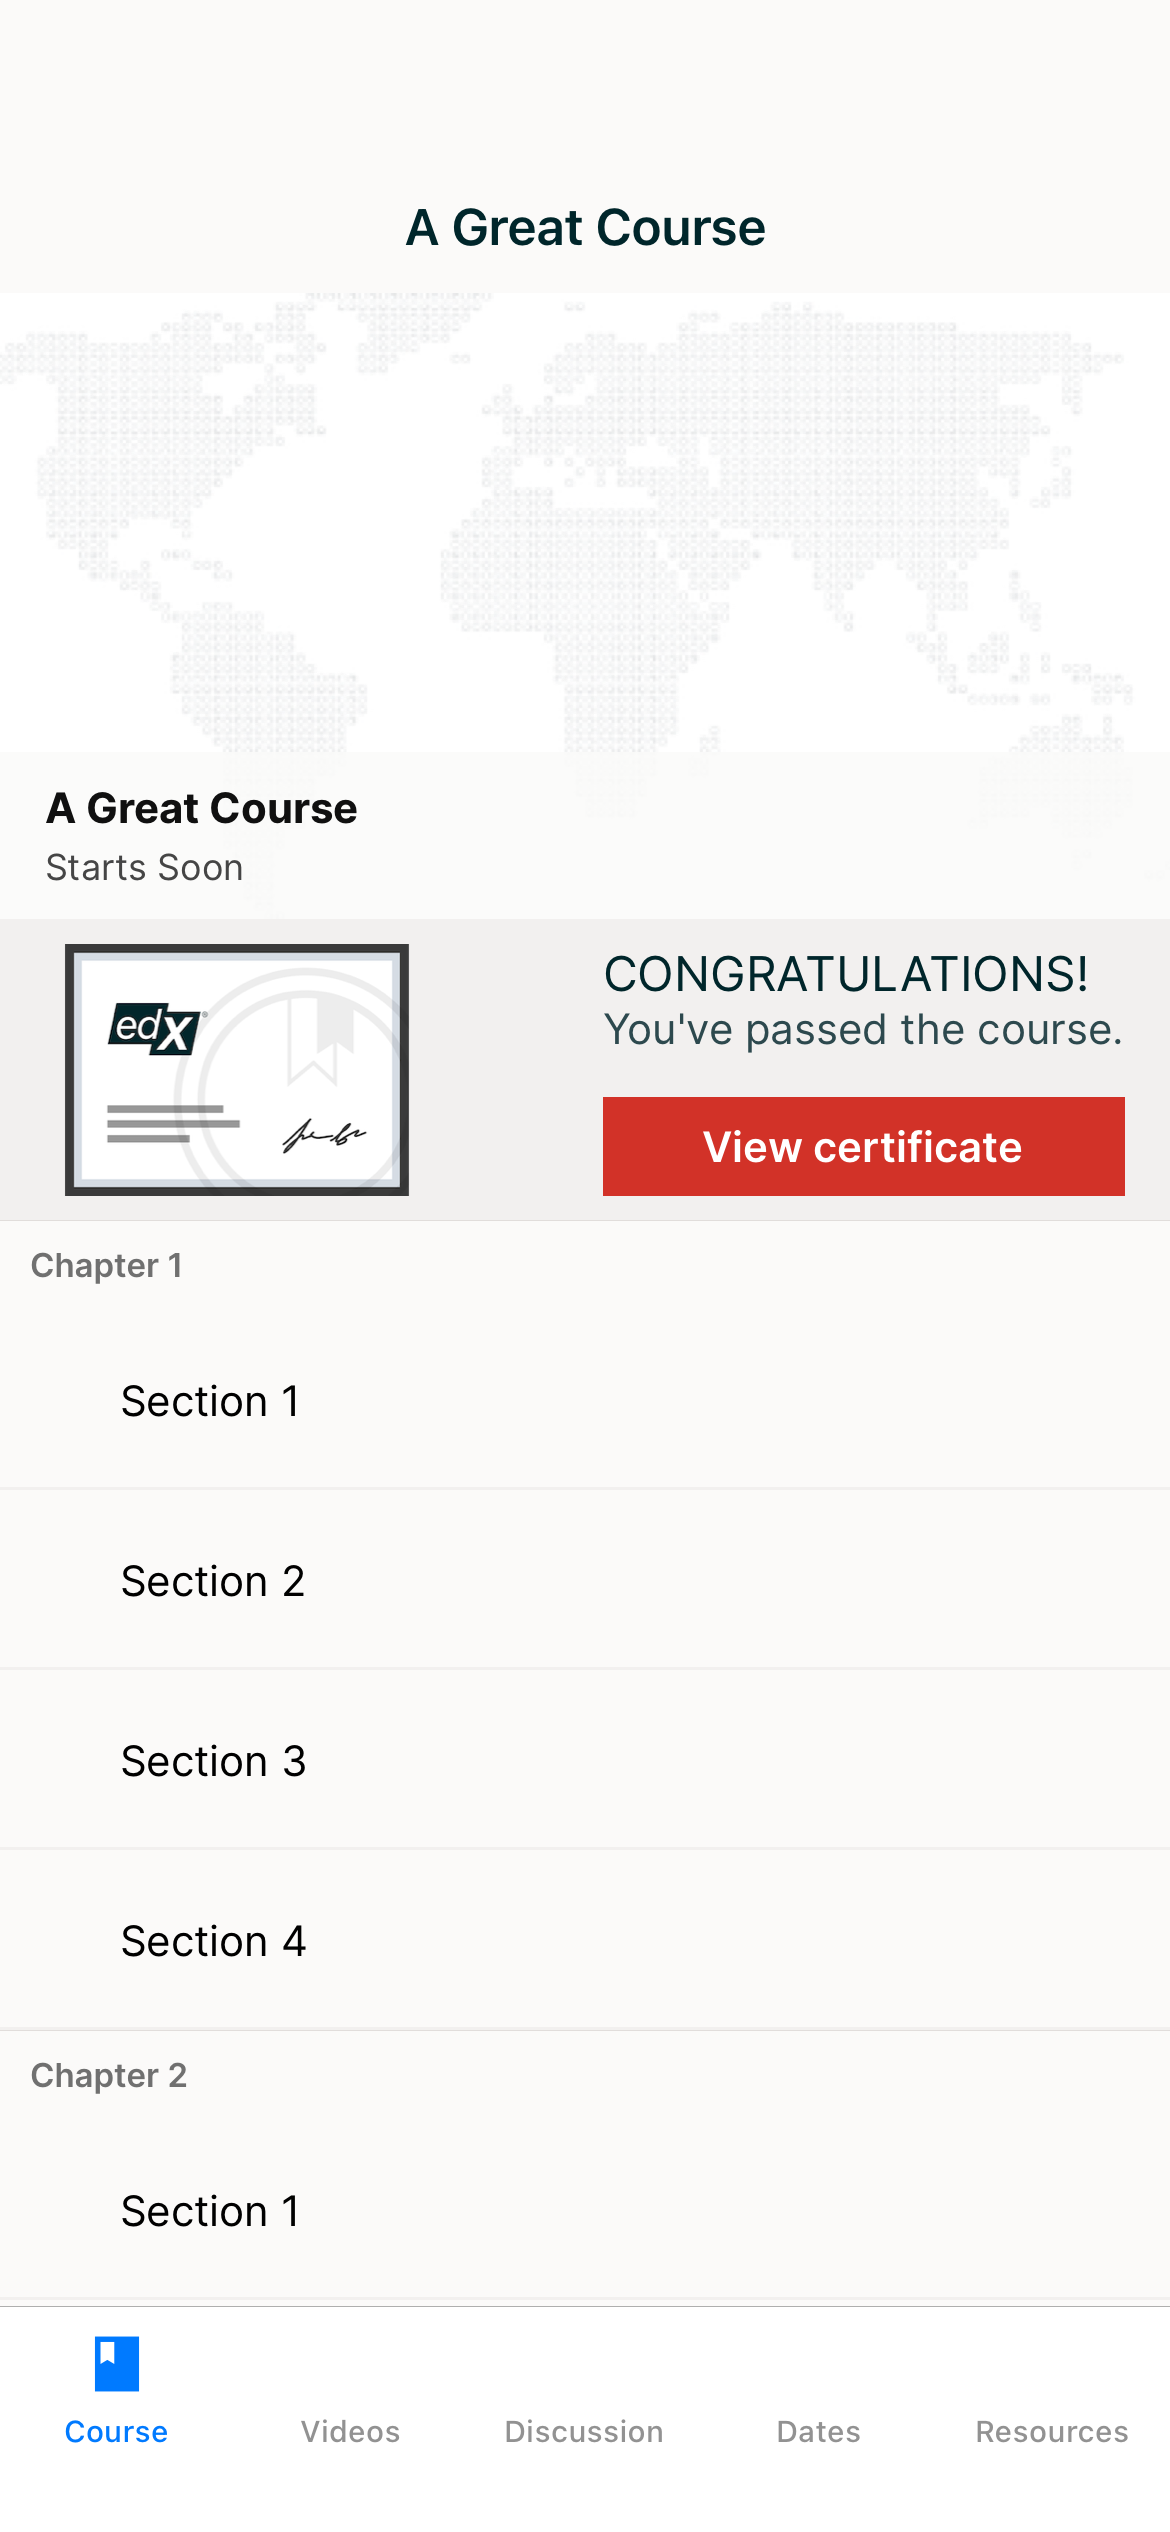 A Great Course
A Great Course
Starts Soon
edX
CONGRATULATIONS!
You've passed the course.
View certificate
Chapter 1
Section 1
Section 2
Section 3
Section 4
Chapter 2
Section 1
Course Videos Discussion Dates Resources